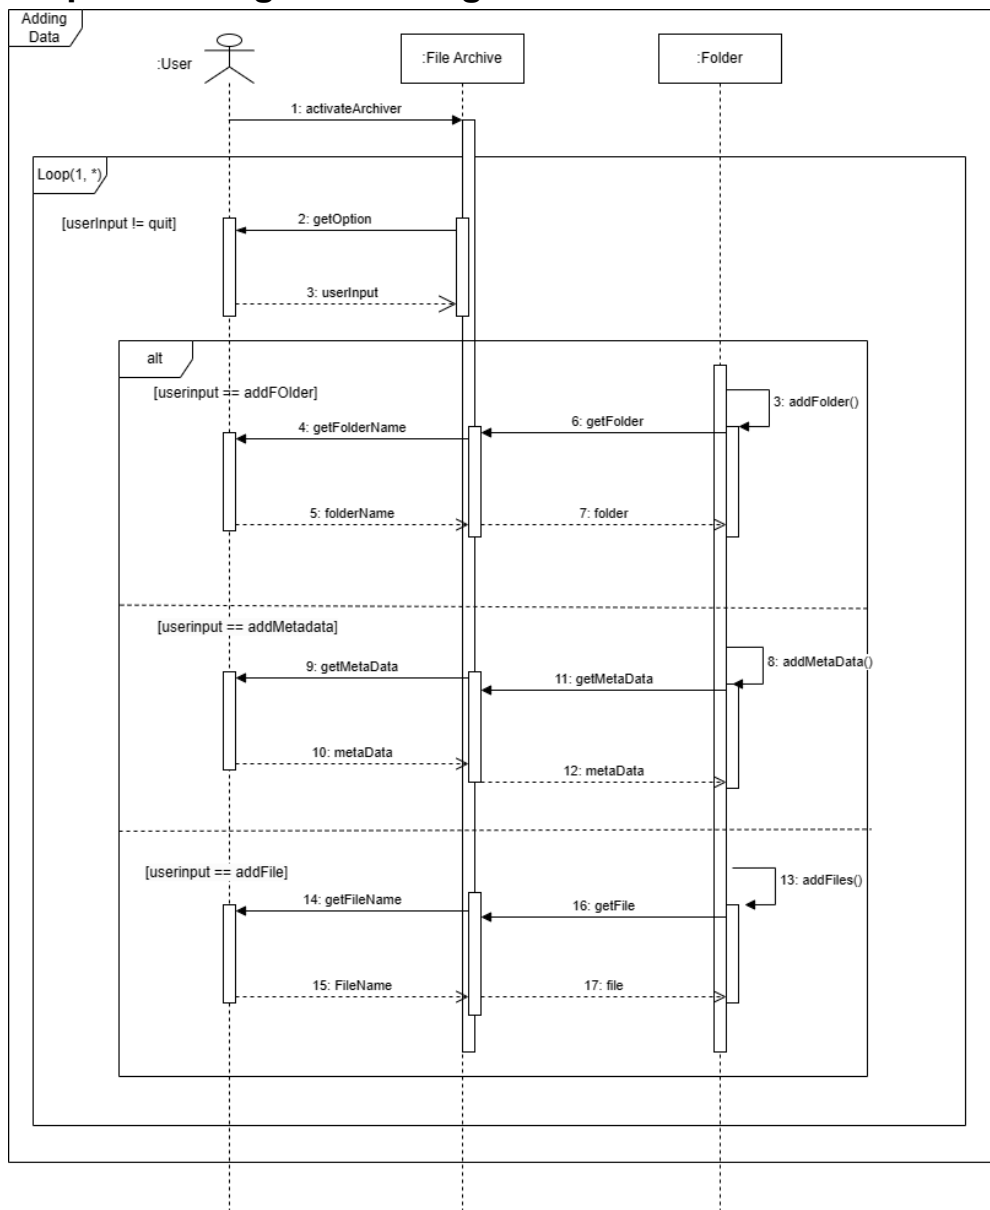 Adding
Data
:User
:File Archive
:Folder
1: activateArchiver
Loop(1, *)
[userInput != quit]
2: getOption
3: userInput
alt
[userinput == addFOlder]
3: addFolder()
4: getFolderName
6: getFolder
5: folderName
7: folder
[userinput == addMetadata]
8: addMetaData()
9: getMetaData
11: getMetaData
10: metaData
12: metaData
[userinput == addFile]
13: addFiles()
14: getFileName
16: getFile
15: FileName
17: file